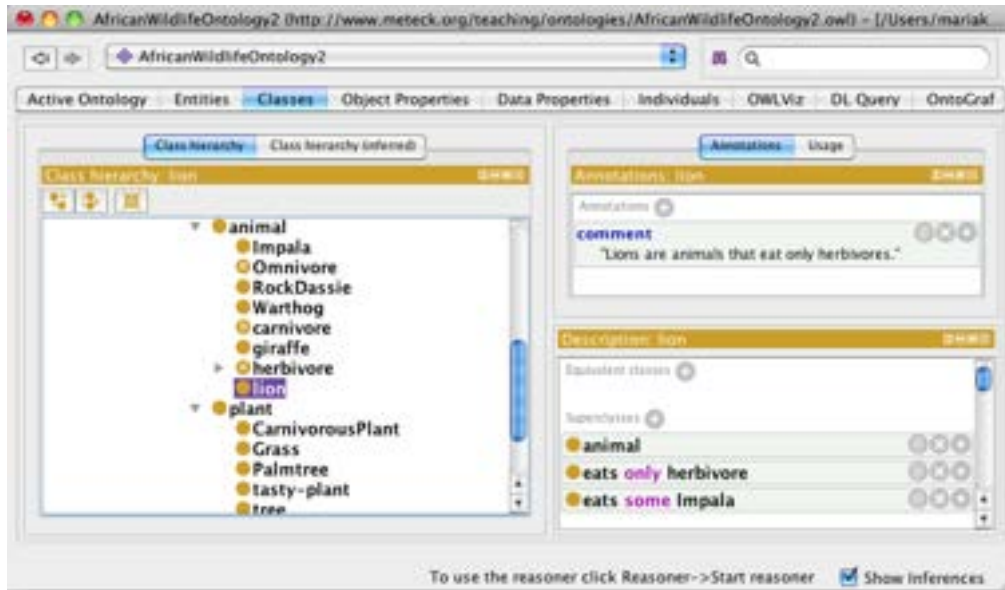 AfricanWildlifeOntology2 (http://www.meteck.org/teaching/ontologies/AfricanWildlifeOntology2.owl) – [/Users/mariak
AfricanWildlifeOntology2
Active Ontology Entities Classes Object Properties Data Properties Individuals OWLViz DL Query OntoGraf
Class hierarchy Class hierarchy (inferred)
Class hierarchy: lion
animal
Impala
Omnivore
RockDassie
Warthog
carnivore
giraffe
herbivore
lion
plant
CarnivorousPlant
Grass
Palmtree
tasty-plant
tree
Annotations Usage
Annotations: lion
Annotations
comment
"Lions are animals that eat only herbivores."
Description: lion
Equivalent classes
Superclasses
animal
eats only herbivore
eats some Impala
To use the reasoner click Reasoner->Start reasoner Show Inferences